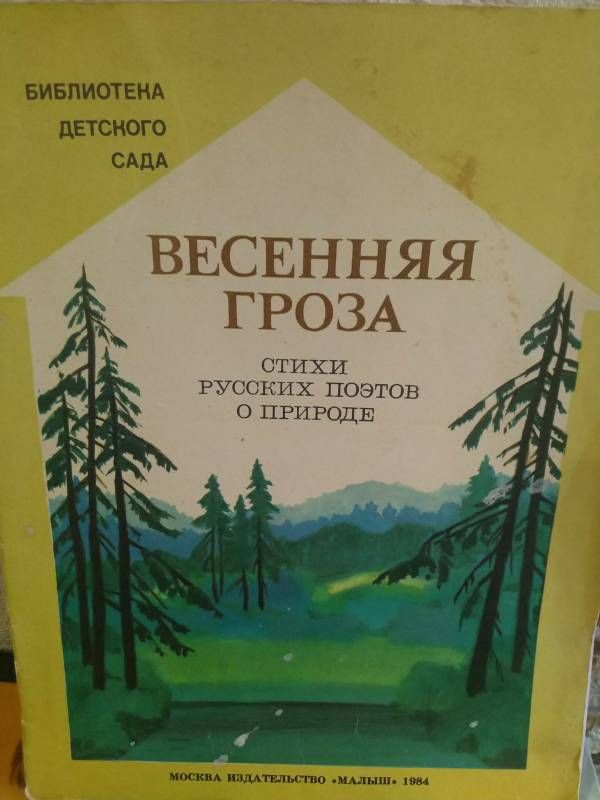 БИБЛИОТЕКА
ДЕТСКОГО
САДА
ВЕСЕННЯЯ
ГРОЗА
СТИХИ
РУССКИХ ПОЭТОВ
О ПРИРОДЕ
МОСКВА ИЗДАТЕЛЬСТВО «МАЛЫШ» 1984